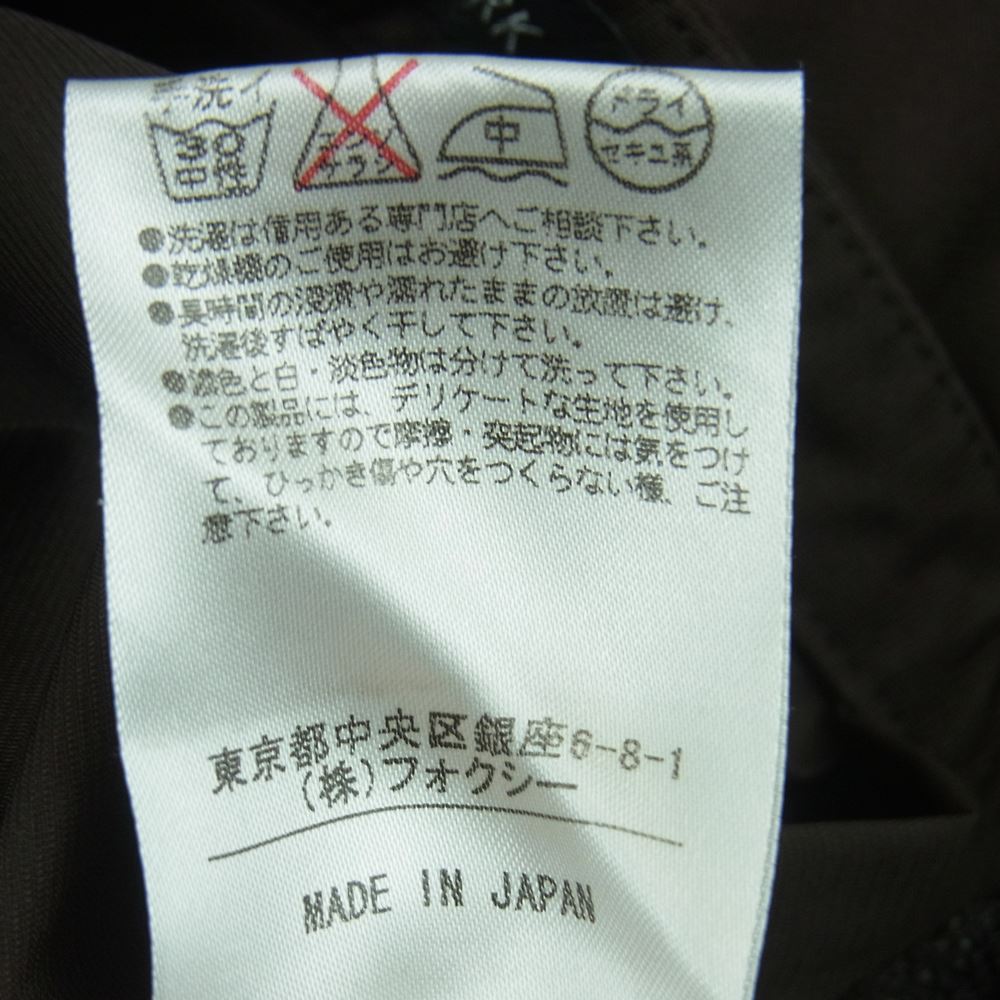 手洗イ
中
ドライ
セキユ系
●洗濯は信用ある専門店へご相談下さい。
●乾燥機のご使用はお避け下さい。
●長時間の浸漬や濡れたままの放置は避け、
洗濯後すばやく干して下さい。
●濃色と白・淡色物は分けて洗って下さい。
●この製品には、デリケートな生地を使用し
ておりますので摩擦・突起物には気をつけ
て、ひっかき傷や穴をつくらない様、ご注
意下さい。
東京都中央区銀座6-8-1
(株)フォクシー
MADE IN JAPAN